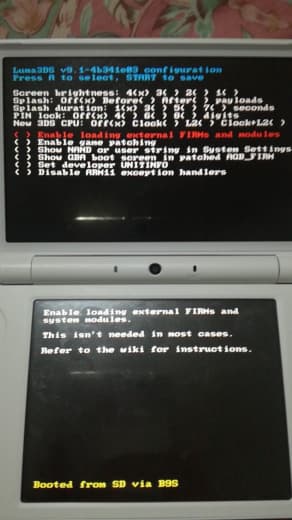 Luma3DS v9.1-4b341e03 configuration
Press A to select, START to save
Screen brightness: 4(x) 3( ) 2( ) 1( )
Splash: Off(x) Before( ) After( ) payloads
Splash duration: 1(x) 3( ) 5( ) 7( ) seconds
PIN lock: Off(x) 4( ) 6( ) 8( ) digits
New 3DS CPU: Off(x) Clock( ) L2( ) Clock+L2( )
( ) Enable loading external FIRMs and modules
( ) Enable game patching
( ) Show NAND or user string in System Settings
( ) Show GBA boot screen in patched AGB_FIRM
( ) Set developer UNITINFO
( ) Disable ARM11 exception handlers
Enable loading external FIRMs and
system modules.
This isn't needed in most cases.
Refer to the wiki for instructions.
Booted from SD via B9S